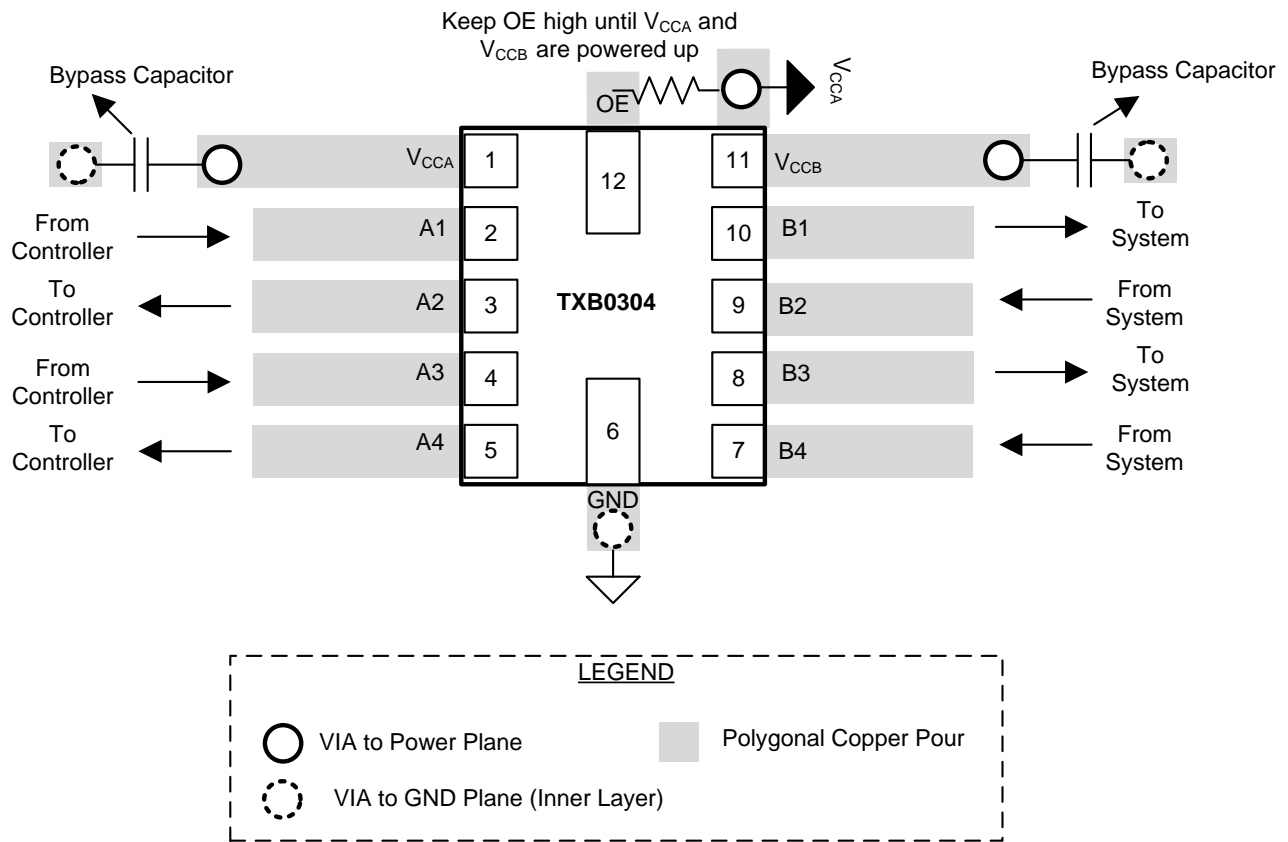 Keep OE high until VCCA and
VCCB are powered up
Bypass Capacitor
Bypass Capacitor
OE
VCCA
VCCA
1
12
11
VCCB
From
Controller
A1
2
10
B1
To
System
To
Controller
A2
3
TXB0304
9
B2
From
System
From
Controller
A3
4
8
B3
To
System
To
Controller
A4
5
6
7
B4
From
System
GND
LEGEND
VIA to Power Plane
Polygonal Copper Pour
VIA to GND Plane (Inner Layer)